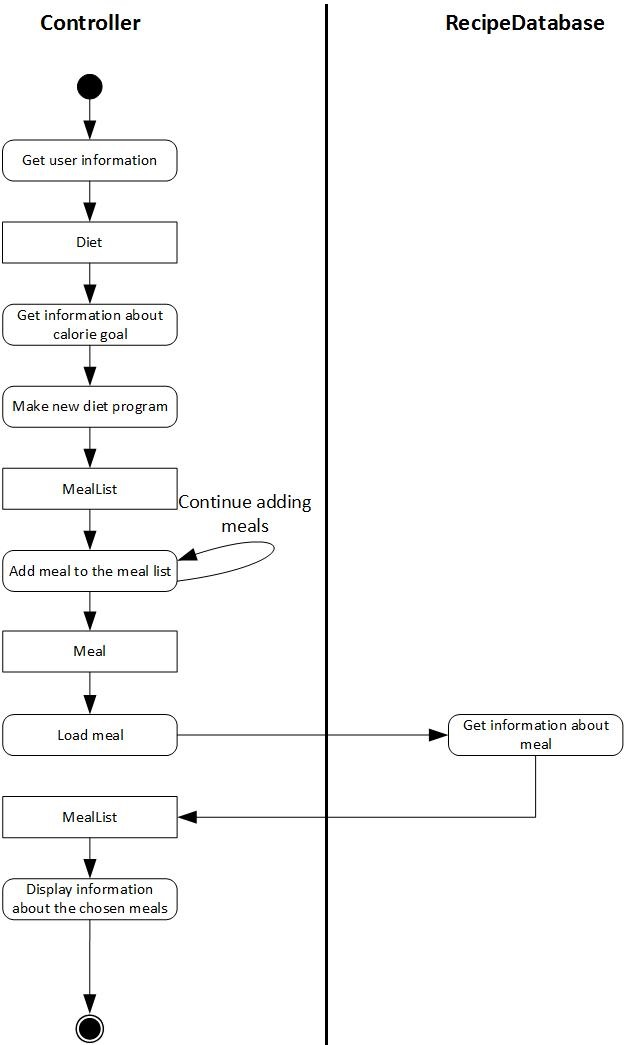 Controller
RecipeDatabase
Get user information
Diet
Get information about
calorie goal
Make new diet program
MealList
Continue adding
meals
Add meal to the meal list
Meal
Load meal
Get information about
meal
MealList
Display information
about the chosen meals